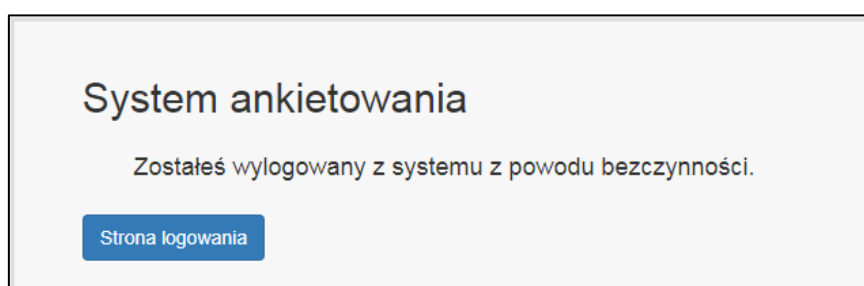 System ankietowania
Zostałeś wylogowany z systemu z powodu bezczynności.
Strona logowania